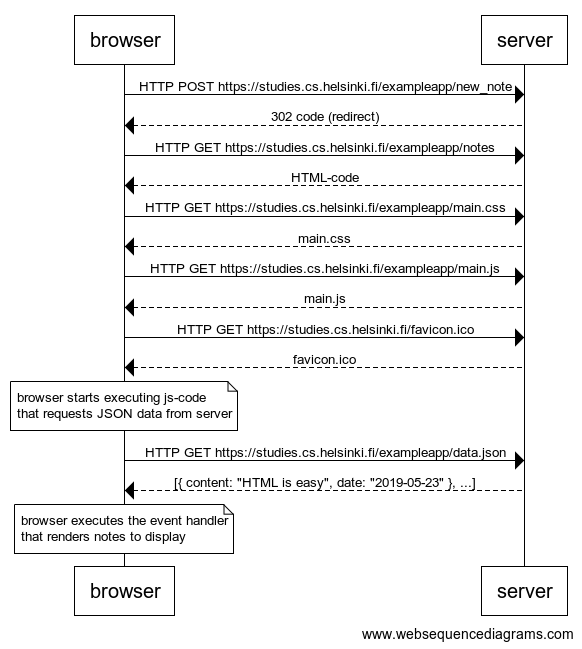 browser
server
HTTP POST https://studies.cs.helsinki.fi/exampleapp/new_note
302 code (redirect)
HTTP GET https://studies.cs.helsinki.fi/exampleapp/notes
HTML-code
HTTP GET https://studies.cs.helsinki.fi/exampleapp/main.css
main.css
HTTP GET https://studies.cs.helsinki.fi/exampleapp/main.js
main.js
HTTP GET https://studies.cs.helsinki.fi/favicon.ico
favicon.ico
browser starts executing js-code
that requests JSON data from server
HTTP GET https://studies.cs.helsinki.fi/exampleapp/data.json
[{ content: "HTML is easy", date: "2019-05-23" }, ...]
browser executes the event handler
that renders notes to display
browser
server
www.websequencediagrams.com